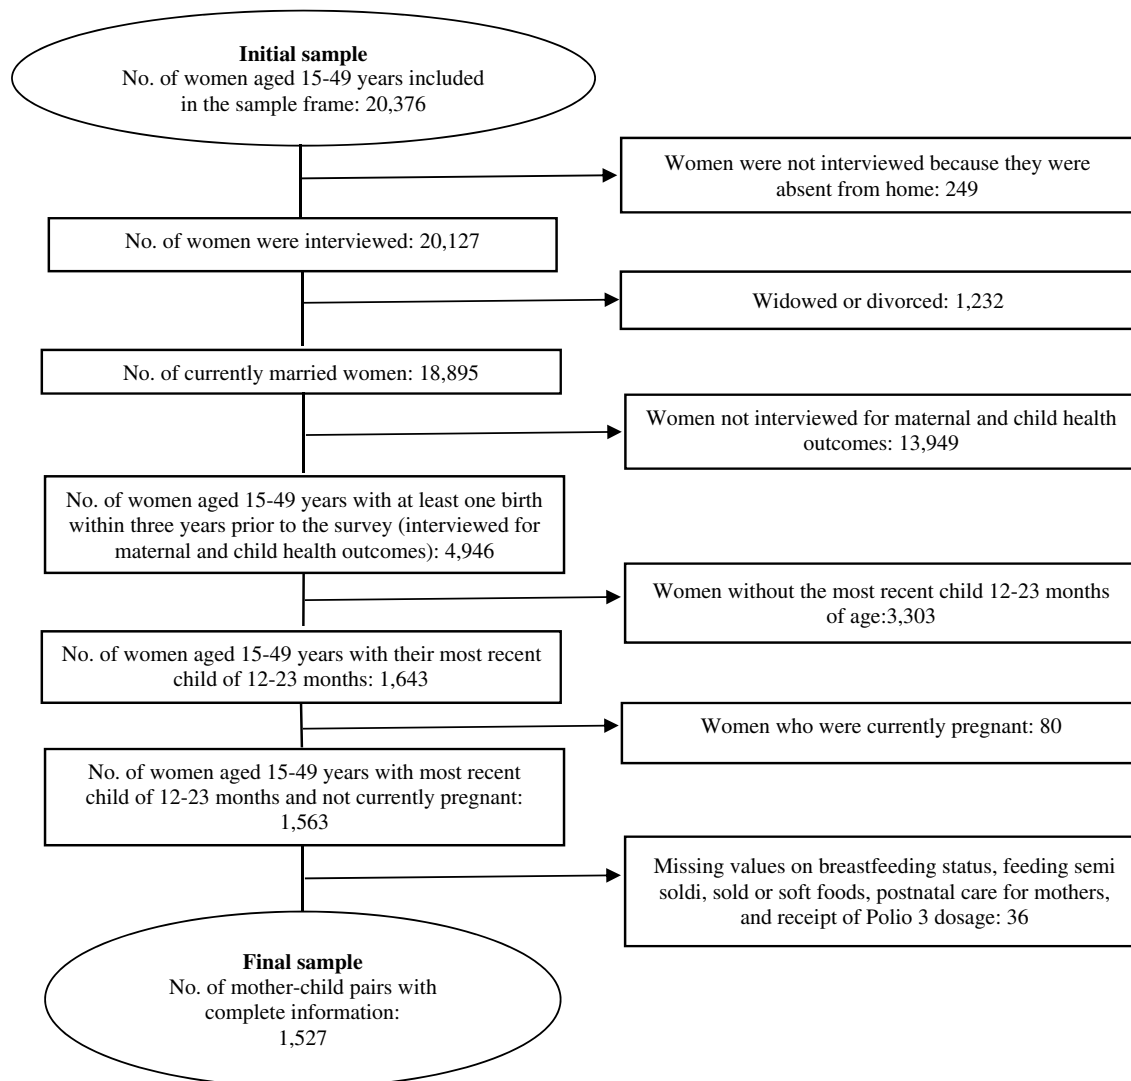 Initial sample
No. of women aged 15-49 years included
in the sample frame: 20,376
Women were not interviewed because they were
absent from home: 249
No. of women were interviewed: 20,127
Widowed or divorced: 1,232
No. of currently married women: 18,895
Women not interviewed for maternal and child health
outcomes: 13,949
No. of women aged 15-49 years with at least one birth
within three years prior to the survey (interviewed for
maternal and child health outcomes): 4,946
Women without the most recent child 12-23 months
of age:3,303
No. of women aged 15-49 years with their most recent
child of 12-23 months: 1,643
Women who were currently pregnant: 80
No. of women aged 15-49 years with most recent
child of 12-23 months and not currently pregnant:
1,563
Missing values on breastfeeding status, feeding semi
soldi, sold or soft foods, postnatal care for mothers,
and receipt of Polio 3 dosage: 36
Final sample
No. of mother-child pairs with
complete information:
1,527